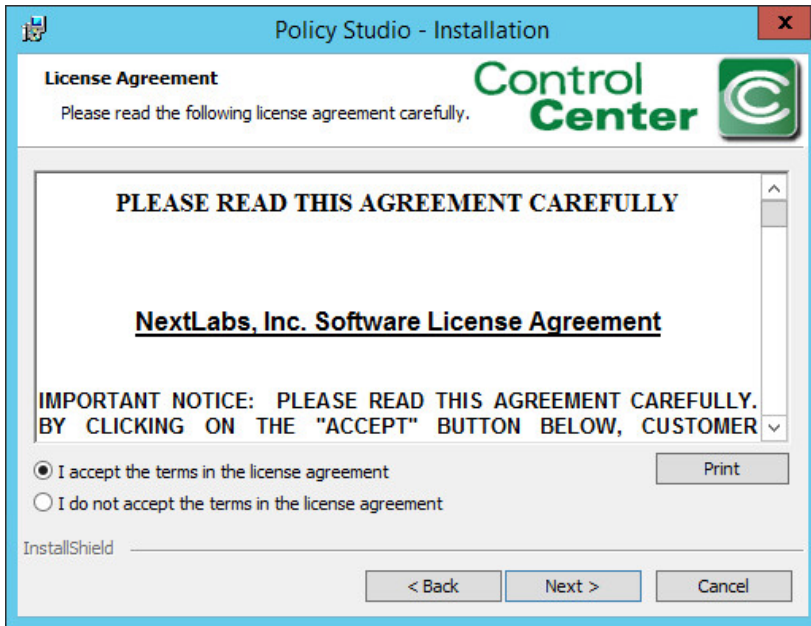 Policy Studio - Installation
x
License Agreement
Please read the following license agreement carefully.
Control
Center
PLEASE READ THIS AGREEMENT CAREFULLY
NextLabs, Inc. Software License Agreement
IMPORTANT NOTICE: PLEASE READ THIS AGREEMENT CAREFULLY.
BY CLICKING ON THE "ACCEPT" BUTTON BELOW, CUSTOMER
I accept the terms in the license agreement
Print
I do not accept the terms in the license agreement
InstallShield
< Back
Next >
Cancel